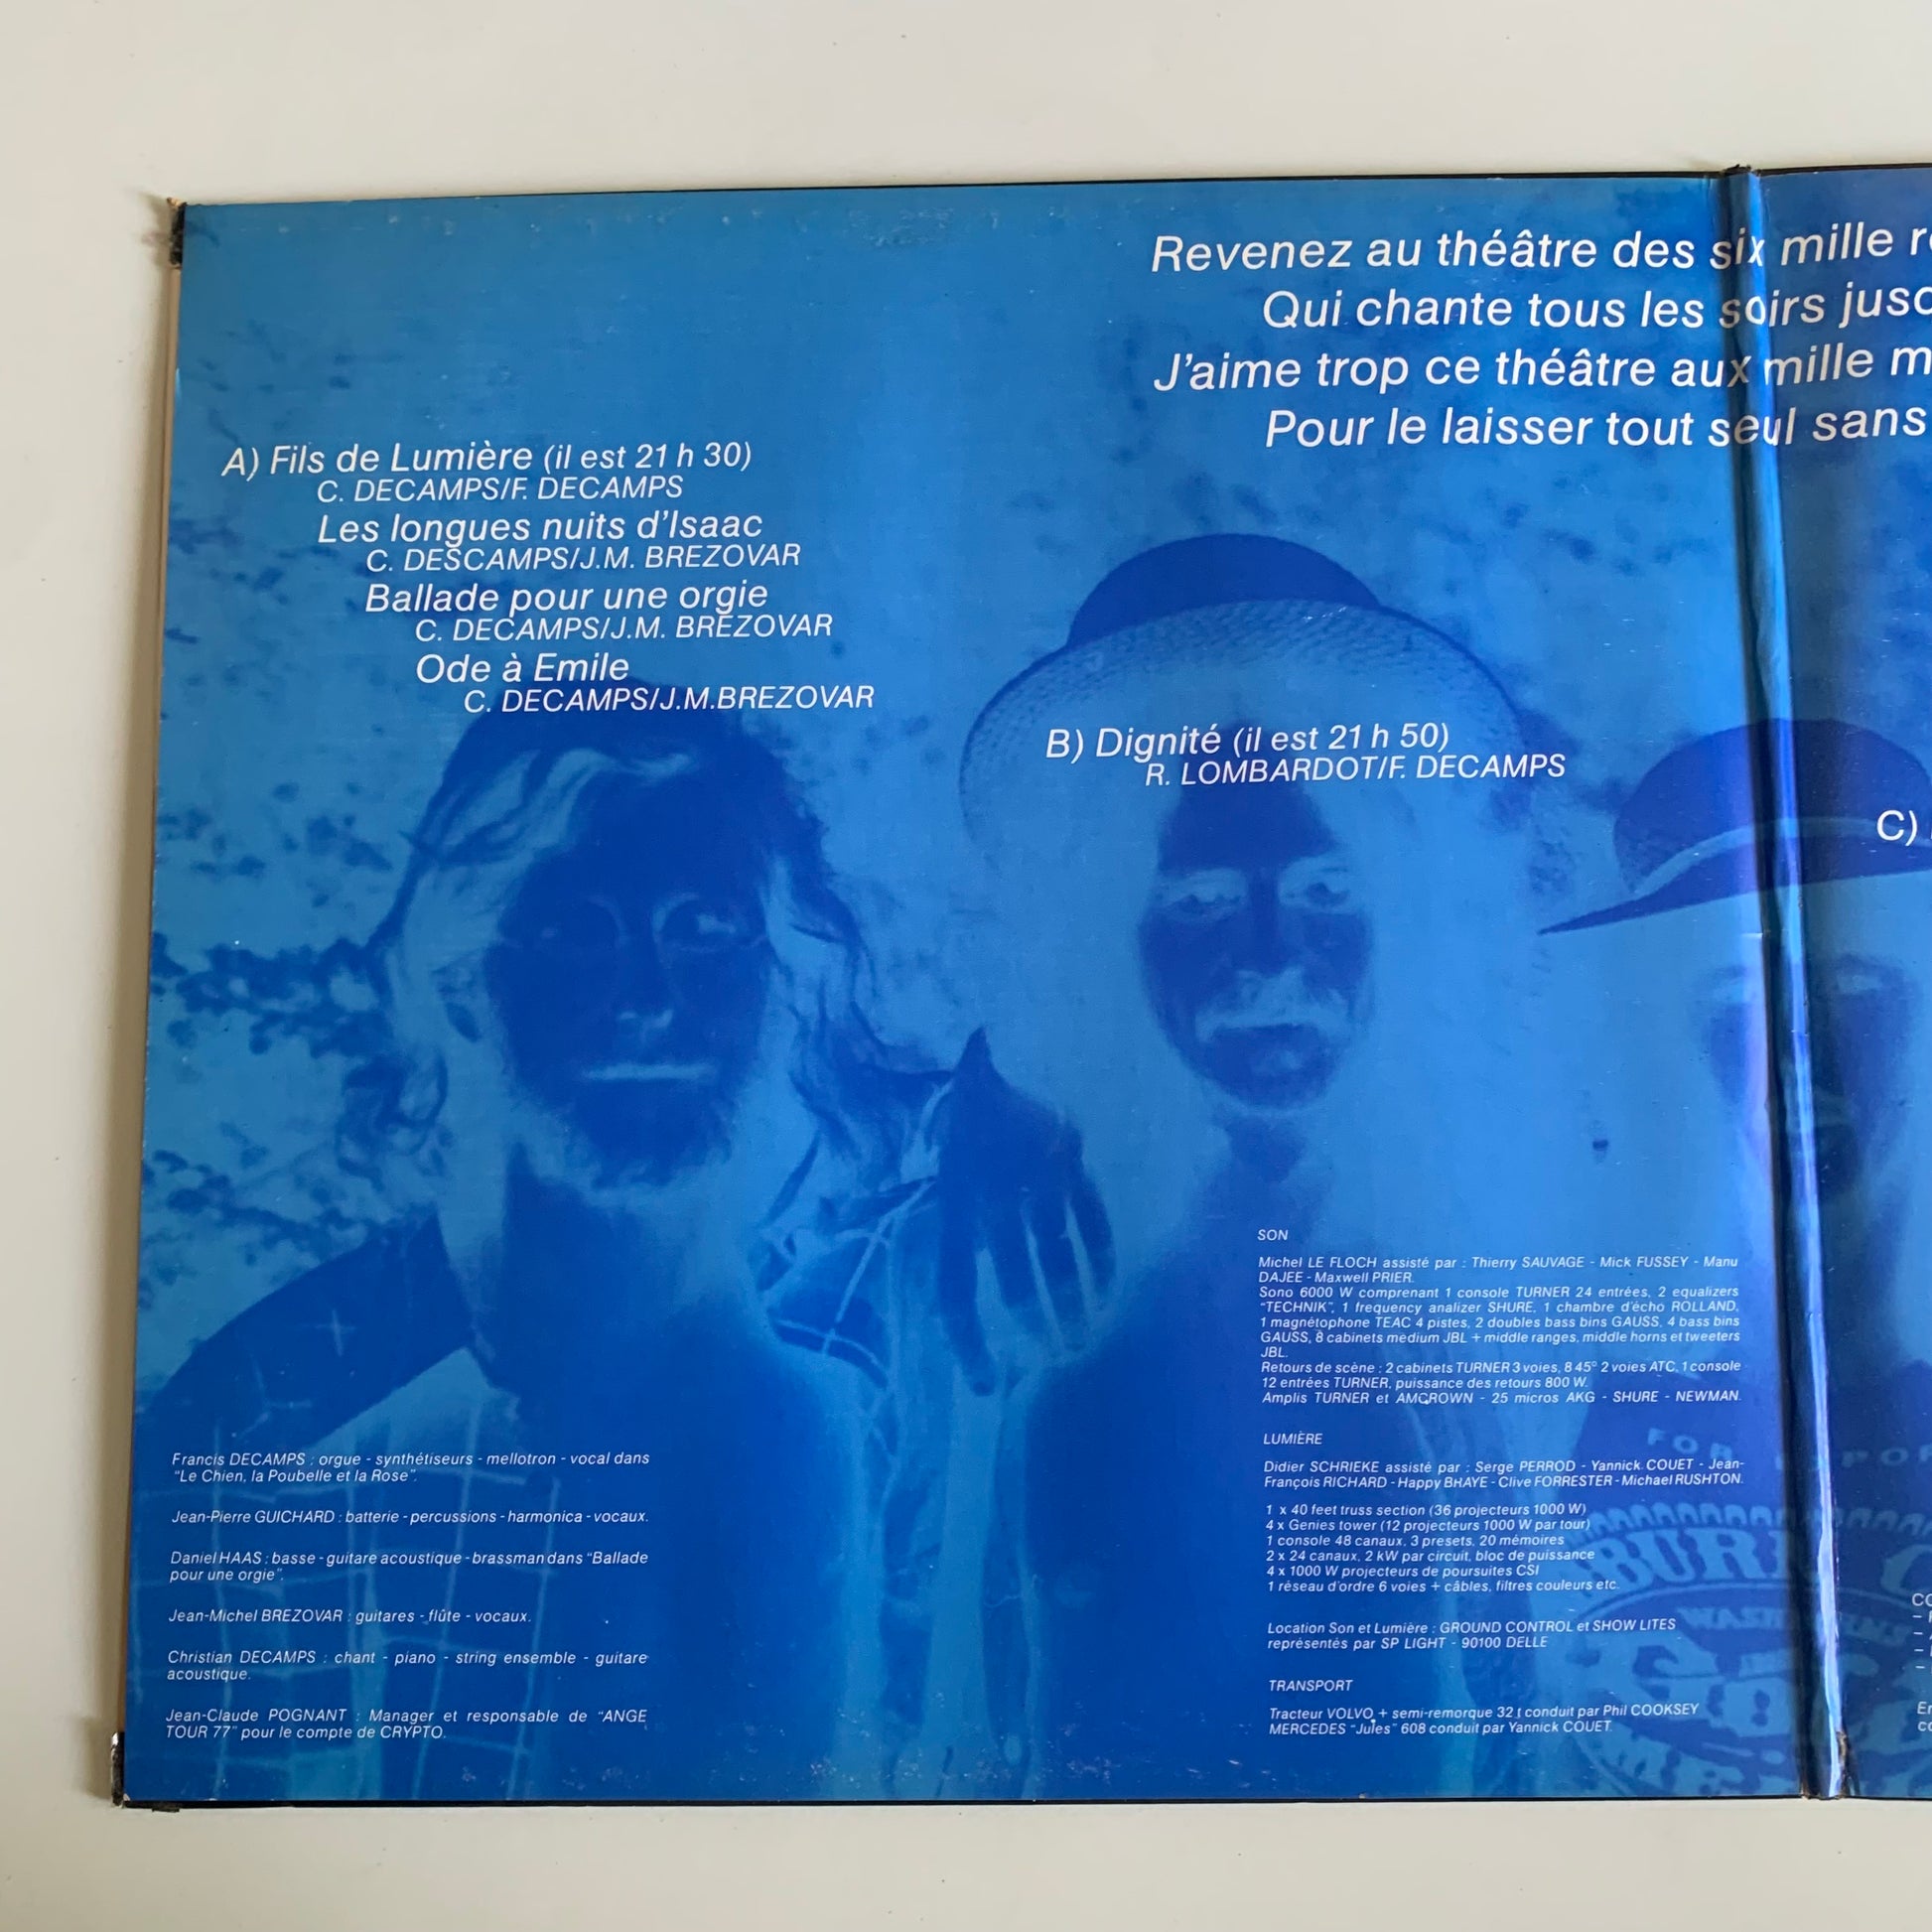 Revenez au théâtre des six mille
Qui chante tous les soirs
J'aime trop ce théâtre aux mille
Pour le laisser tout seul sans
A) Fils de Lumière (il est 21 h 30)
C. DECAMPS/F. DECAMPS
Les longues nuits d'Isaac
C. DESCAMPS/J.M. BREZOVAR
Ballade pour une orgie
C. DECAMPS/J.M. BREZOVAR
Ode à Emile
C. DECAMPS/J.M.BREZOVAR
B) Dignité (il est 21 h 50)
R. LOMBARDOT/F. DECAMPS
C)
Francis DECAMPS : orgue - synthétiseurs - mellotron - vocal dans
"Le Chien, la Poubelle et la Rose".
Jean-Pierre GUICHARD : batterie - percussions - harmonica - vocaux.
Daniel HAAS : basse - guitare acoustique - brassman dans "Ballade
pour une orgie".
Jean-Michel BREZOVAR : guitares - flûte - vocaux.
Christian DECAMPS : chant - piano - string ensemble - guitare
acoustique.
Jean-Claude POGNANT : Manager et responsable de "ANGE
TOUR 77" pour le compte de CRYPTO.
SON
Michel LE FLOCH assisté par : Thierry SAUVAGE - Mick FUSSEY - Manu
DAJEE - Maxwell PRIER.
Sono 6000 W comprenant 1 console TURNER 24 entrées, 2 equalizers
"TECHNIK", 1 frequency analizer SHURE, 1 chambre d'écho ROLLAND,
1 magnétophone TEAC 4 pistes, 2 doubles bass bins GAUSS, 4 bass bins
GAUSS, 8 cabinets medium JBL + middle ranges, middle horns et tweeters
JBL.
Retours de scène : 2 cabinets TURNER 3 voies, 8 45° 2 voies ATC, 1 console
12 entrées TURNER, puissance des retours 800 W.
Amplis TURNER et AMCROWN - 25 micros AKG - SHURE - NEWMAN.
LUMIÈRE
Didier SCHRIEKE assisté par : Serge PERROD - Yannick COUET - Jean-
François RICHARD - Happy BHAYE - Clive FORRESTER - Michael RUSHTON.
1 x 40 feet truss section (36 projecteurs 1000 W)
4 x Genies tower (12 projecteurs 1000 W par tour)
1 console 48 canaux, 3 presets, 20 mémoires
2 x 24 canaux, 2 kW par circuit, bloc de puissance
4 x 1000 W projecteurs de poursuites CSI
1 réseau d'ordre 6 voies + câbles, filtres couleurs etc.
Location Son et Lumière : GROUND CONTROL et SHOW LITES
représentés par SP LIGHT - 90100 DELLE
TRANSPORT
Tracteur VOLVO + semi-remorque 32 t conduit par Phil COOKSEY
MERCEDES "Jules" 608 conduit par Yannick COUET.
FOR